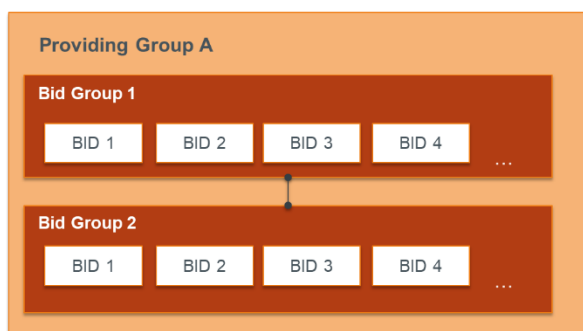 Providing Group A
Bid Group 1
BID 1 BID 2 BID 3 BID 4 ...
Bid Group 2
BID 1 BID 2 BID 3 BID 4 ...